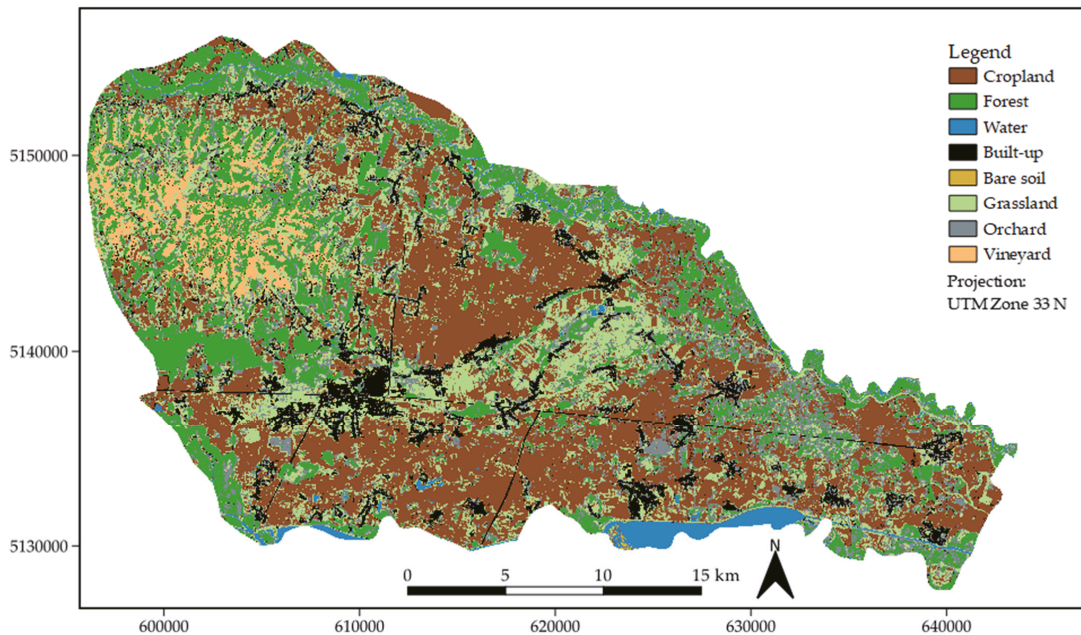 Legend
Cropland
Forest
Water
Built-up
Bare soil
Grassland
Orchard
Vineyard
Projection:
UTM Zone 33 N
5150000
5140000
5130000
N
0 5 10 15 km
600000 610000 620000 630000 640000